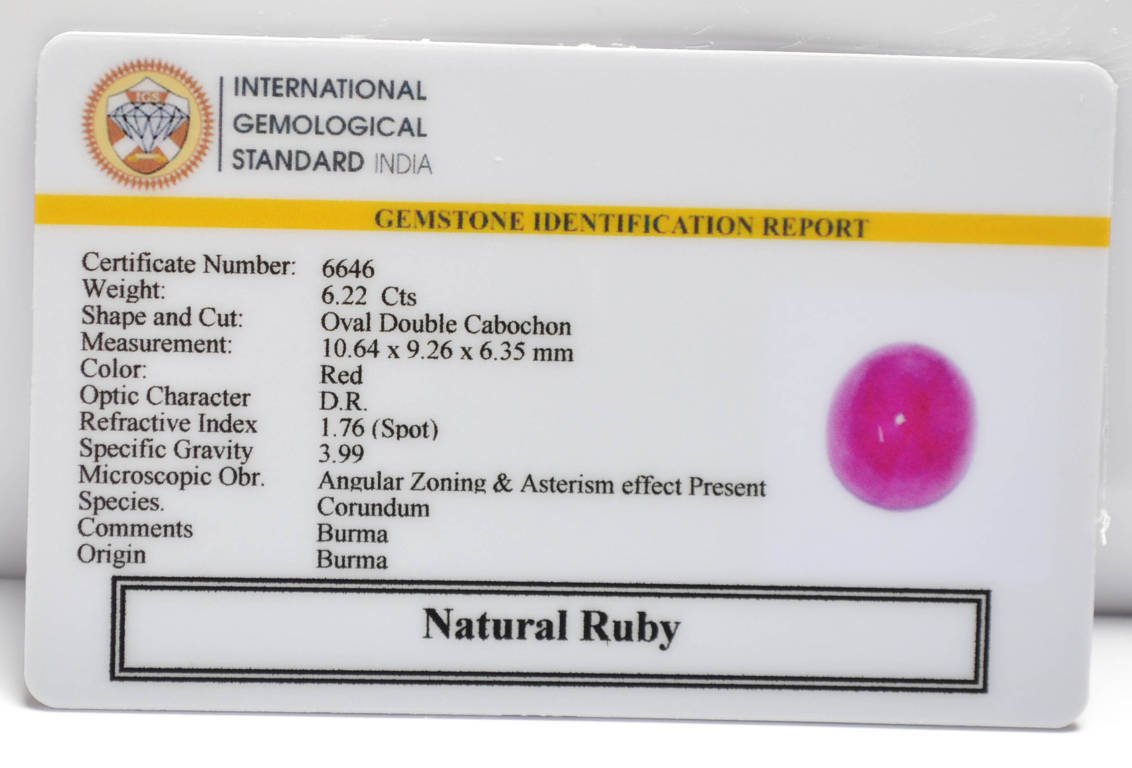 IGS
INTERNATIONAL
GEMOLOGICAL
STANDARD INDIA
GEMSTONE IDENTIFICATION REPORT
Certificate Number: 6646
Weight: 6.22 Cts
Shape and Cut: Oval Double Cabochon
Measurement: 10.64 x 9.26 x 6.35 mm
Color: Red
Optic Character D.R.
Refractive Index 1.76 (Spot)
Specific Gravity 3.99
Microscopic Obr. Angular Zoning & Asterism effect Present
Species. Corundum
Comments Burma
Origin Burma
Natural Ruby